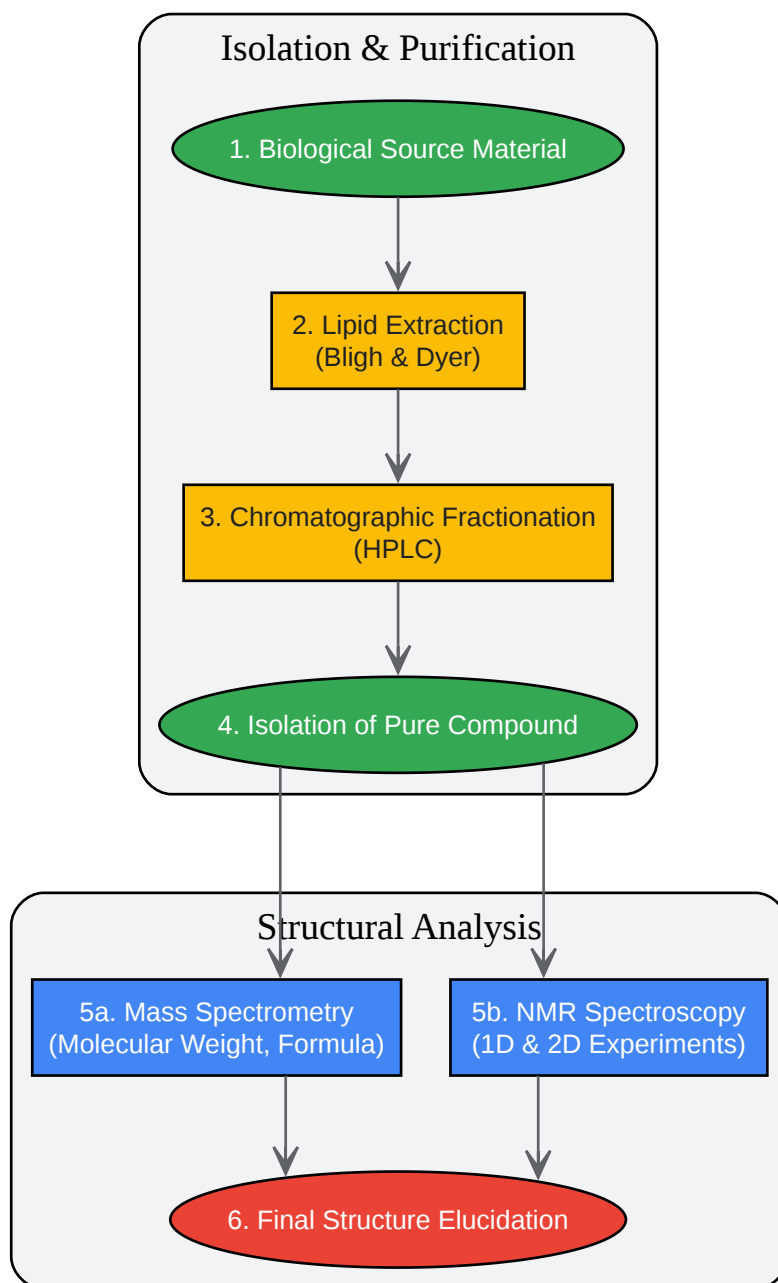 Isolation & Purification
1. Biological Source Material
2. Lipid Extraction
(Bligh & Dyer)
3. Chromatographic Fractionation
(HPLC)
4. Isolation of Pure Compound
Structural Analysis
5a. Mass Spectrometry
(Molecular Weight, Formula)
5b. NMR Spectroscopy
(1D & 2D Experiments)
6. Final Structure Elucidation